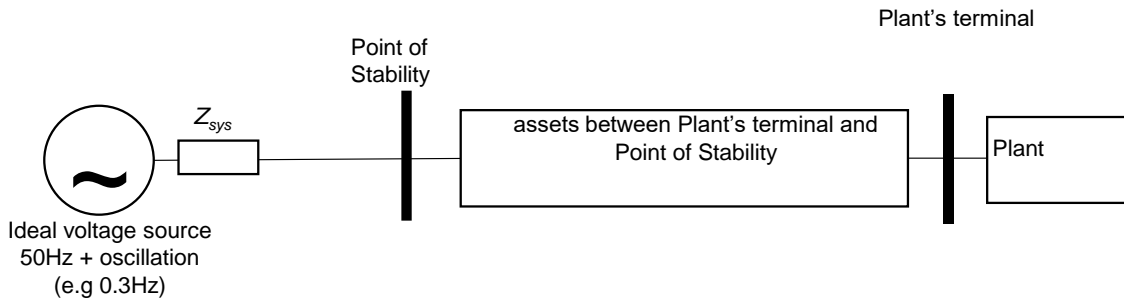 Plant's terminal
Point of
Stability
Z_sys
assets between Plant's terminal and
Point of Stability
Plant
~
Ideal voltage source
50Hz + oscillation
(e.g 0.3Hz)